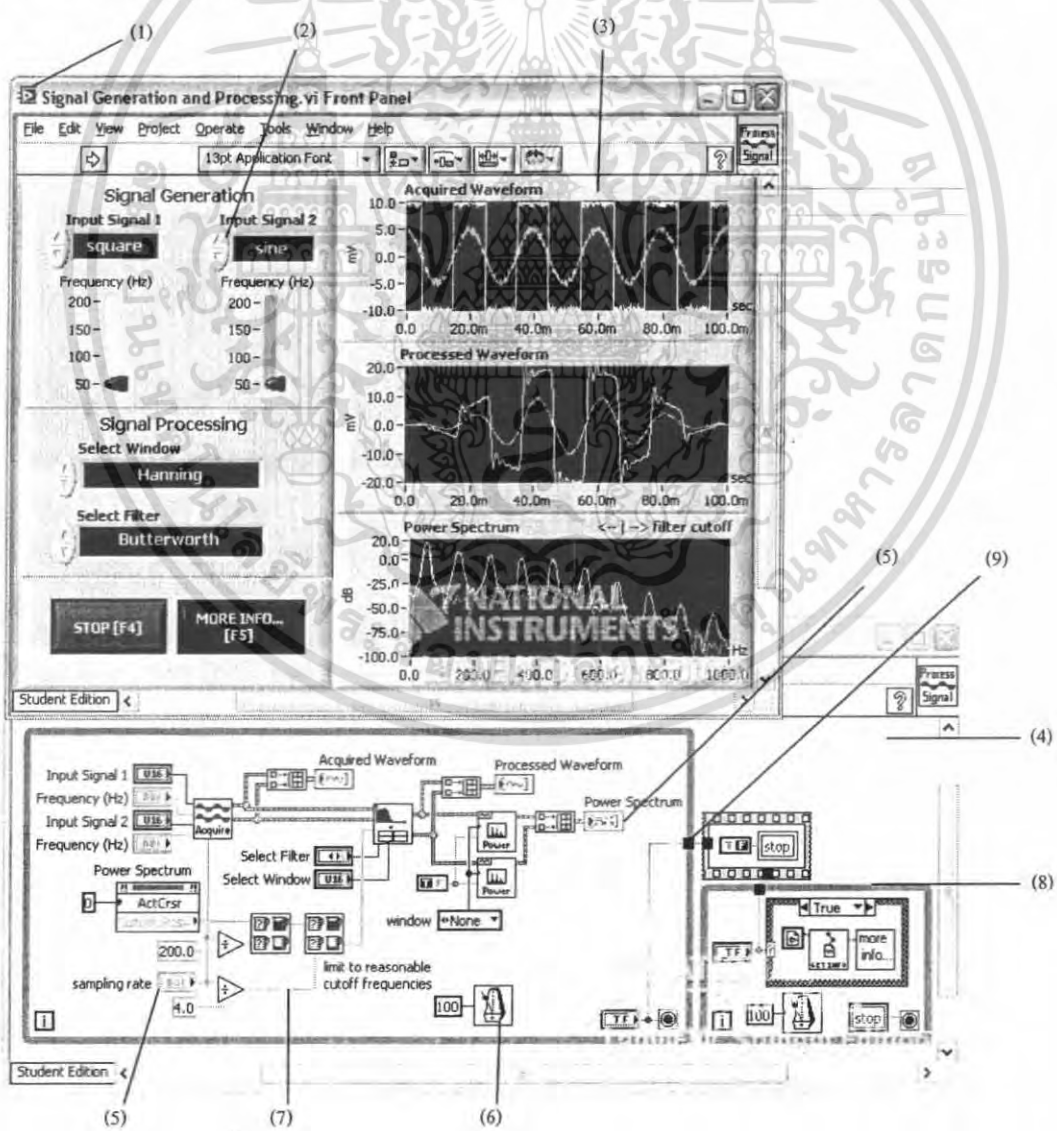 (1)
(2)
(3)
Signal Generation and Processing.vi Front Panel
File Edit View Project Operate Tools Window Help
13pt Application Font
Process
Signal
Signal Generation
Input Signal 1
Input Signal 2
square
sine
Frequency (Hz)
Frequency (Hz)
200
150
100
50
200
150
100
50
Signal Processing
Select Window
Hanning
Select Filter
Butterworth
STOP [F4]
MORE INFO...
[F5]
Acquired Waveform
10.0
5.0
0.0
-5.0
-10.0
mV
sec
0.0 20.0m 40.0m 60.0m 80.0m 100.0m
Processed Waveform
20.0
10.0
0.0
-10.0
-20.0
mV
sec
0.0 20.0m 40.0m 60.0m 80.0m 100.0m
Power Spectrum <-- | --> filter cutoff
20.0
0.0
-25.0
-50.0
-75.0
-100.0
dB
Hz
0.0 200.0 400.0 600.0 800.0 1000.0
NATIONAL
INSTRUMENTS
Student Edition
(5)
(9)
Process
Signal
(4)
Input Signal 1 U16
Frequency (Hz)
Input Signal 2 U16
Frequency (Hz)
Acquire
Acquired Waveform
Processed Waveform
Power Spectrum
Select Filter
Select Window U16
Power
Power
TF
window None
Power Spectrum
0
ActCrsr
200.0
sampling rate
4.0
limit to reasonable
cutoff frequencies
100
i
TF
TF
stop
(8)
True
TF
more
info...
i
100
stop
Student Edition
(5)
(7)
(6)